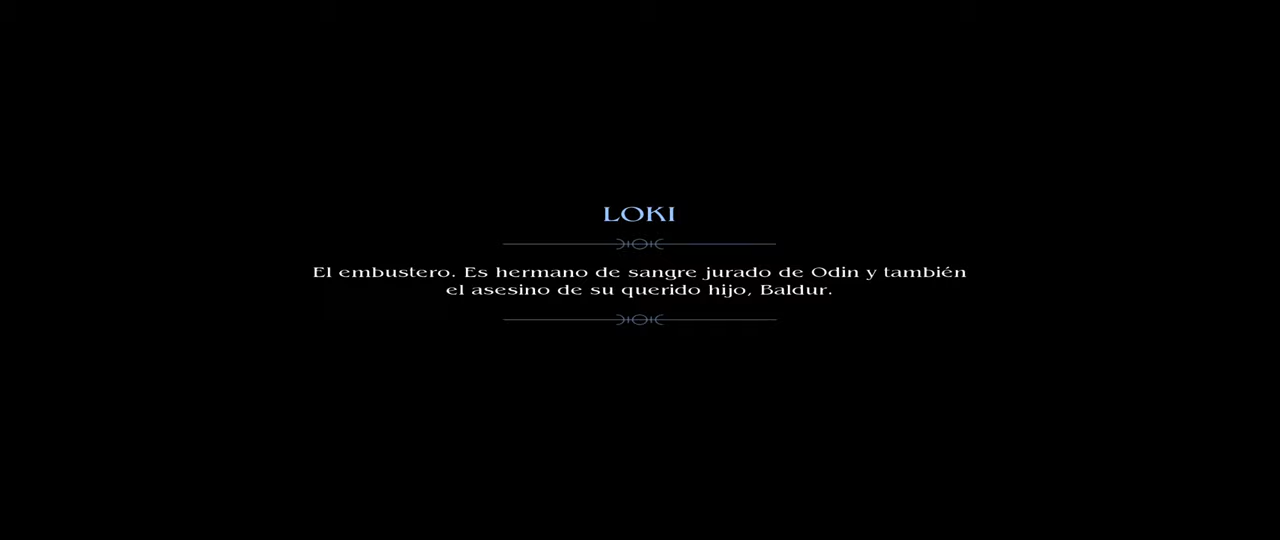 LOKI
El embustero. Es hermano de sangre jurado de Odin y también
el asesino de su querido hijo, Baldur.